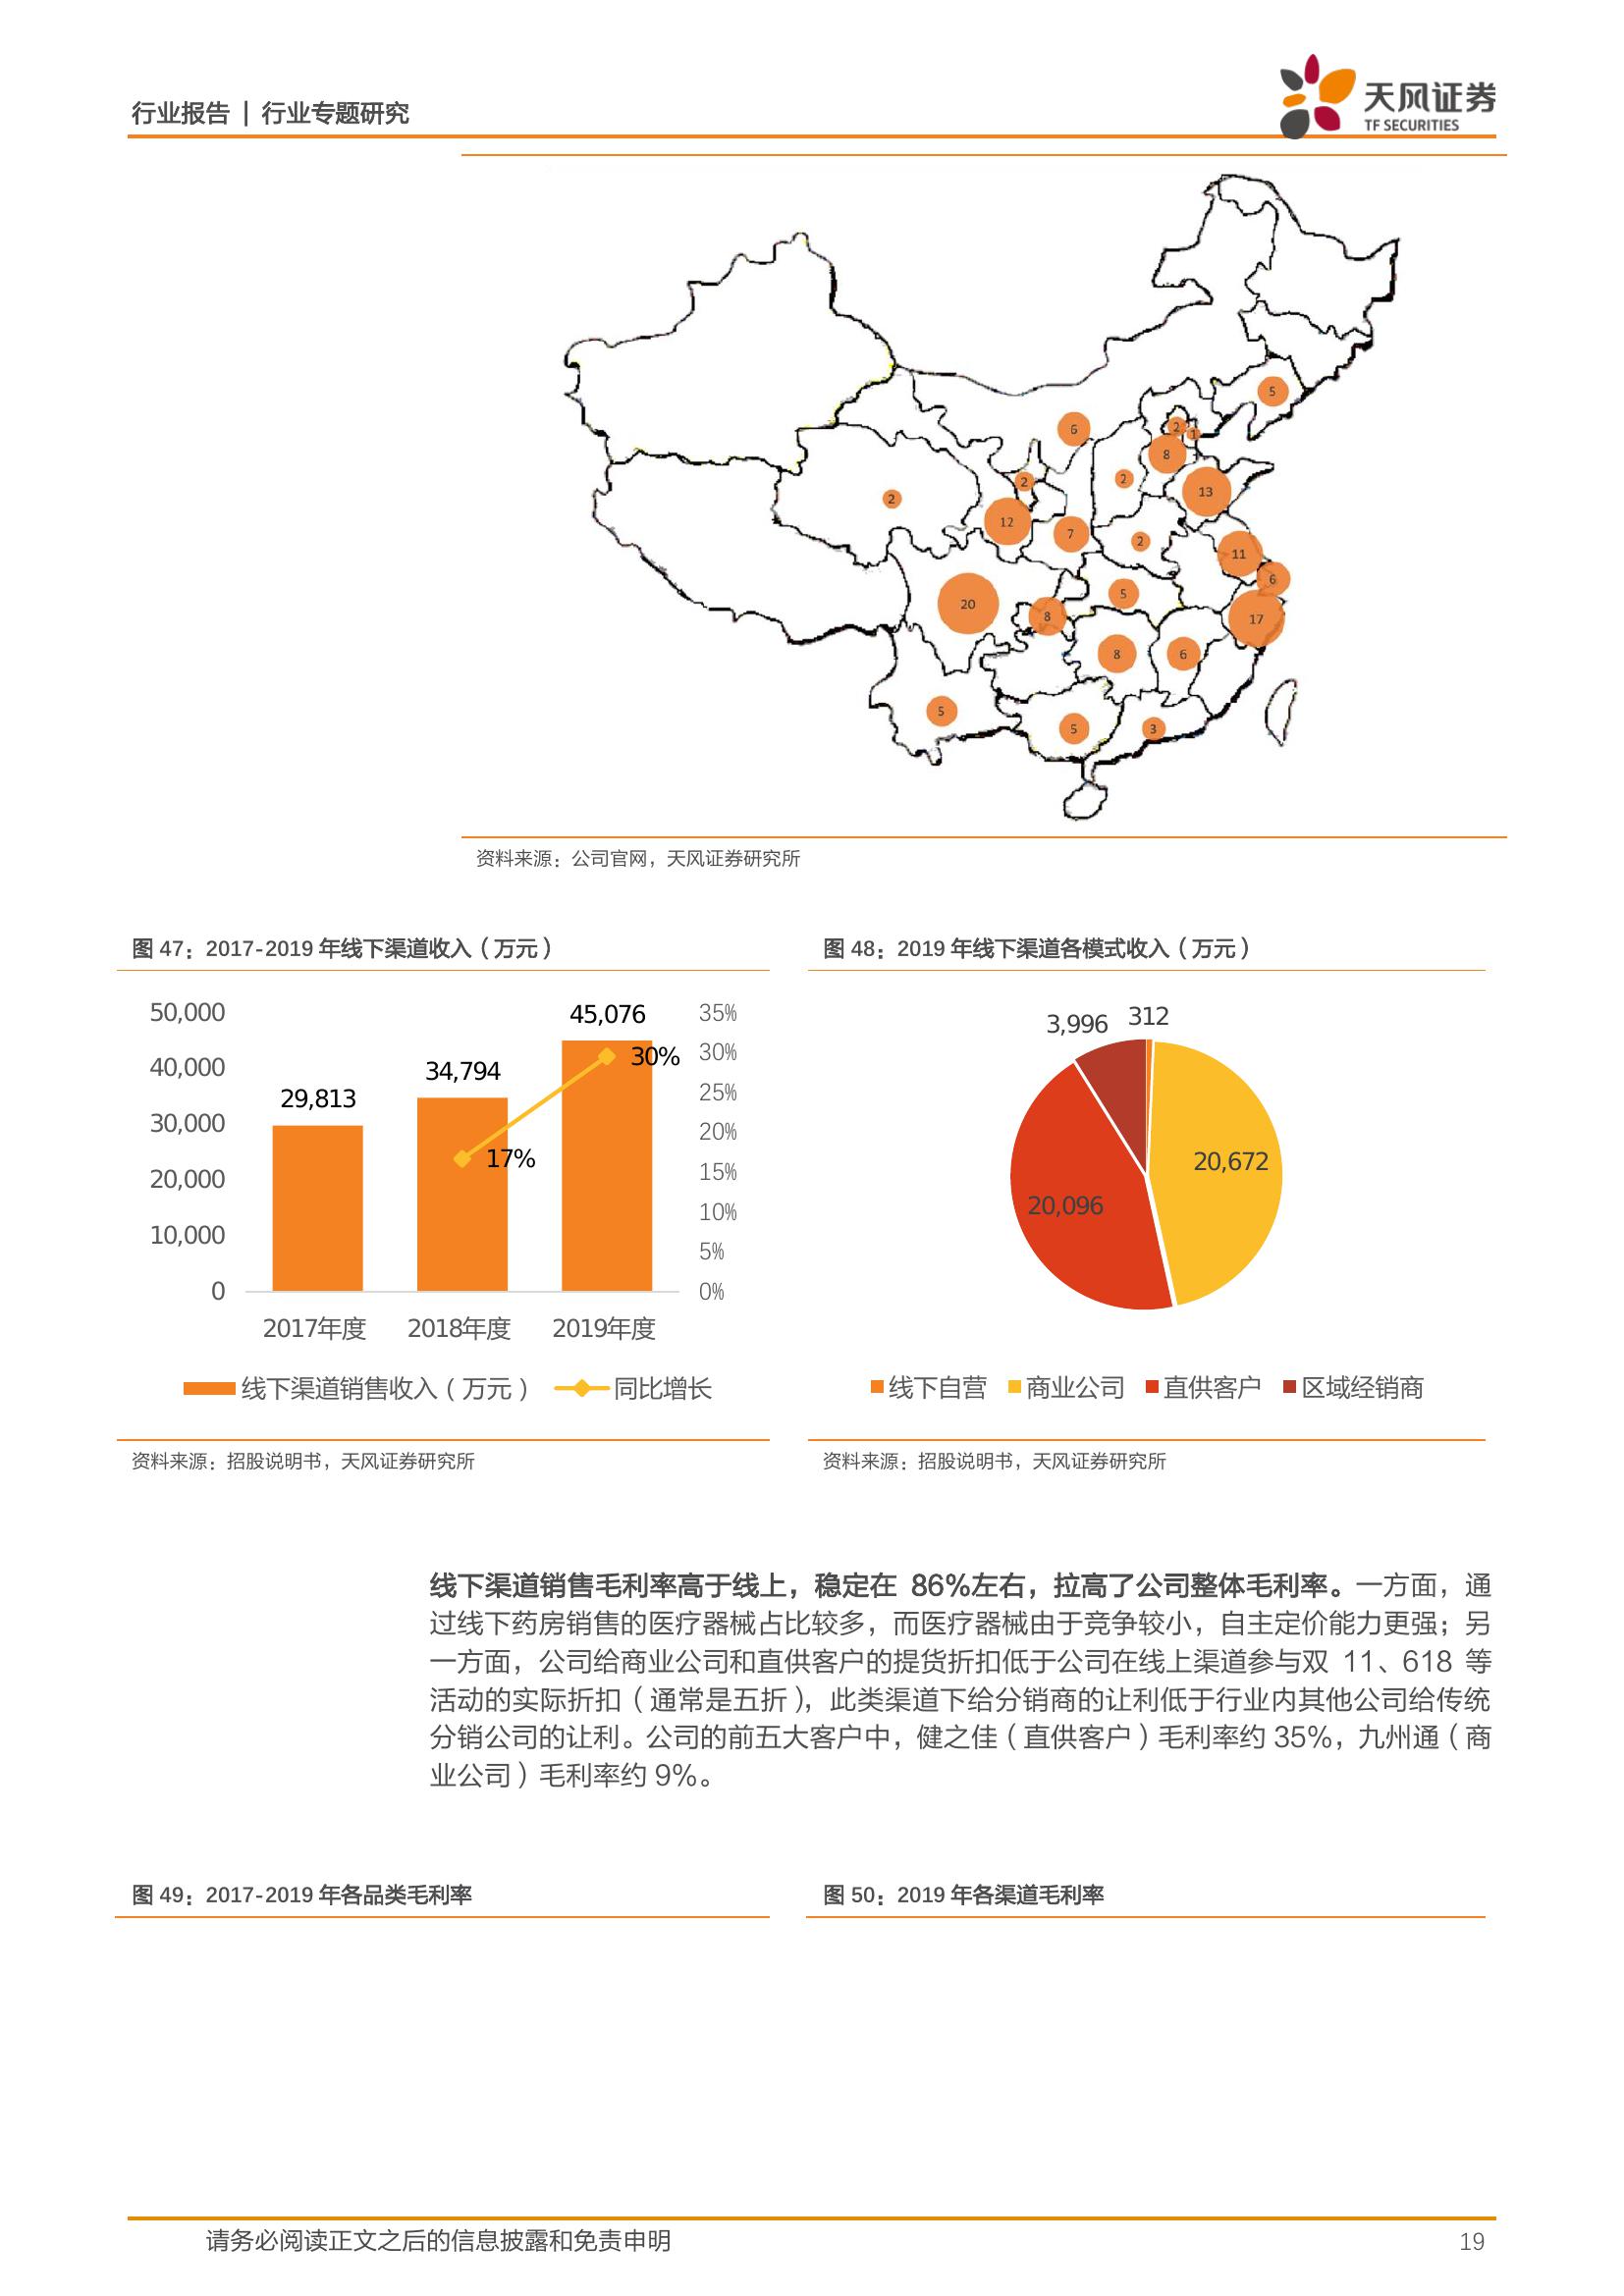 行业报告 | 行业专题研究
天风证券
TF SECURITIES
5
6
2
1
8
2
2
13
2
12
7
2
11
6
20
5
8
17
8
6
5
5
3
资料来源：公司官网，天风证券研究所
图 47：2017-2019 年线下渠道收入（万元）
50,000
40,000
30,000
20,000
10,000
0
29,813
34,794
45,076
17%
30%
35%
30%
25%
20%
15%
10%
5%
0%
2017年度 2018年度 2019年度
线下渠道销售收入（万元） 同比增长
资料来源：招股说明书，天风证券研究所
图 48：2019 年线下渠道各模式收入（万元）
3,996 312
20,672
20,096
线下自营 商业公司 直供客户 区域经销商
资料来源：招股说明书，天风证券研究所
线下渠道销售毛利率高于线上，稳定在 86%左右，拉高了公司整体毛利率。一方面，通
过线下药房销售的医疗器械占比较多，而医疗器械由于竞争较小，自主定价能力更强；另
一方面，公司给商业公司和直供客户的提货折扣低于公司在线上渠道参与双 11、618 等
活动的实际折扣（通常是五折），此类渠道下给分销商的让利低于行业内其他公司给传统
分销公司的让利。公司的前五大客户中，健之佳（直供客户）毛利率约 35%，九州通（商
业公司）毛利率约 9%。
图 49：2017-2019 年各品类毛利率
图 50：2019 年各渠道毛利率
请务必阅读正文之后的信息披露和免责申明
19